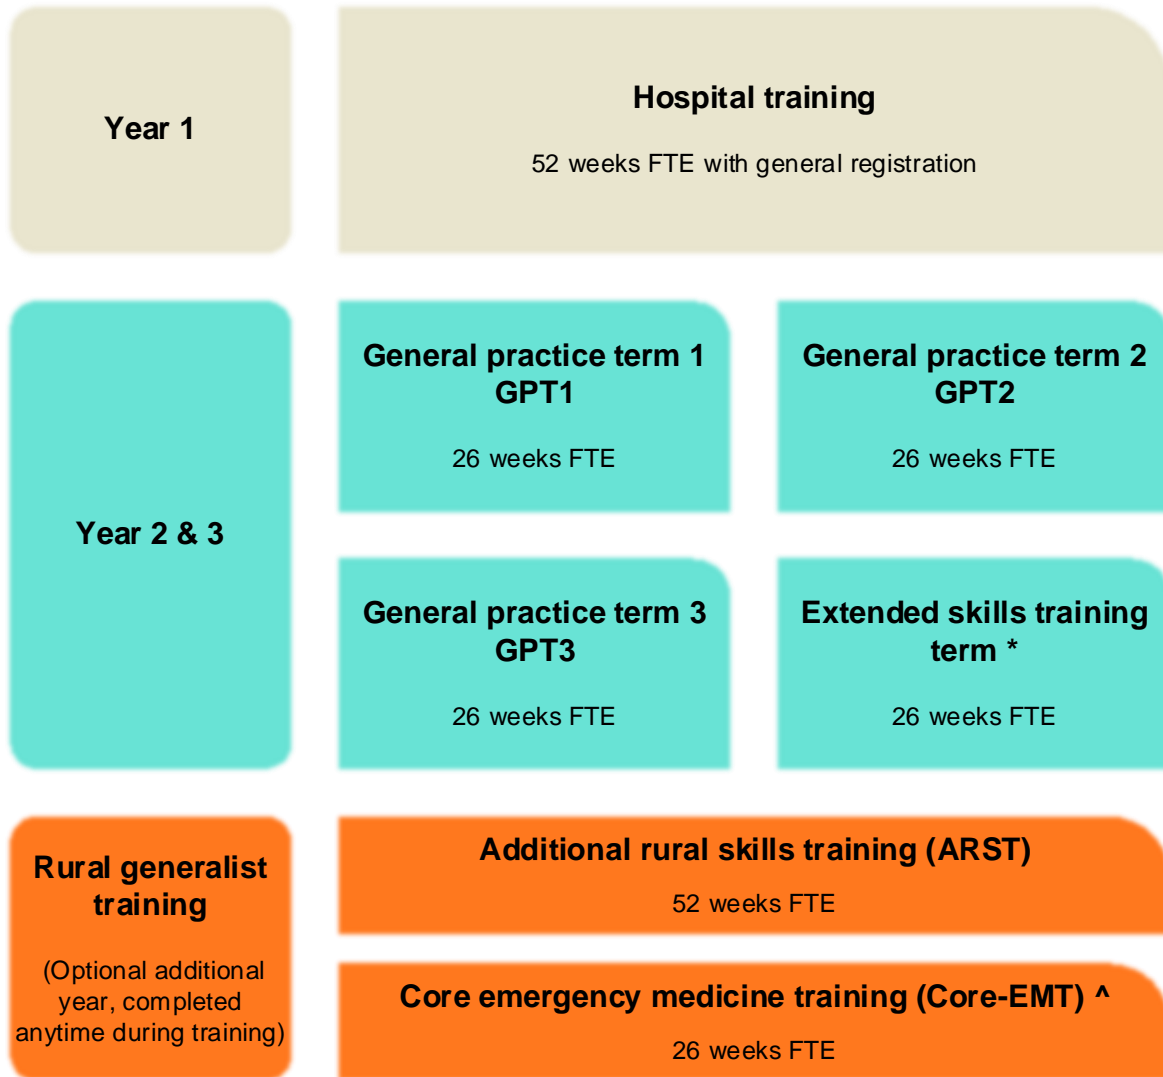 Year 1
Hospital training
52 weeks FTE with general registration
Year 2 & 3
General practice term 1
GPT1
26 weeks FTE
General practice term 2
GPT2
26 weeks FTE
General practice term 3
GPT3
26 weeks FTE
Extended skills training
term *
26 weeks FTE
Rural generalist
training
(Optional additional
year, completed
anytime during training)
Additional rural skills training (ARST)
52 weeks FTE
Core emergency medicine training (Core-EMT) ^
26 weeks FTE